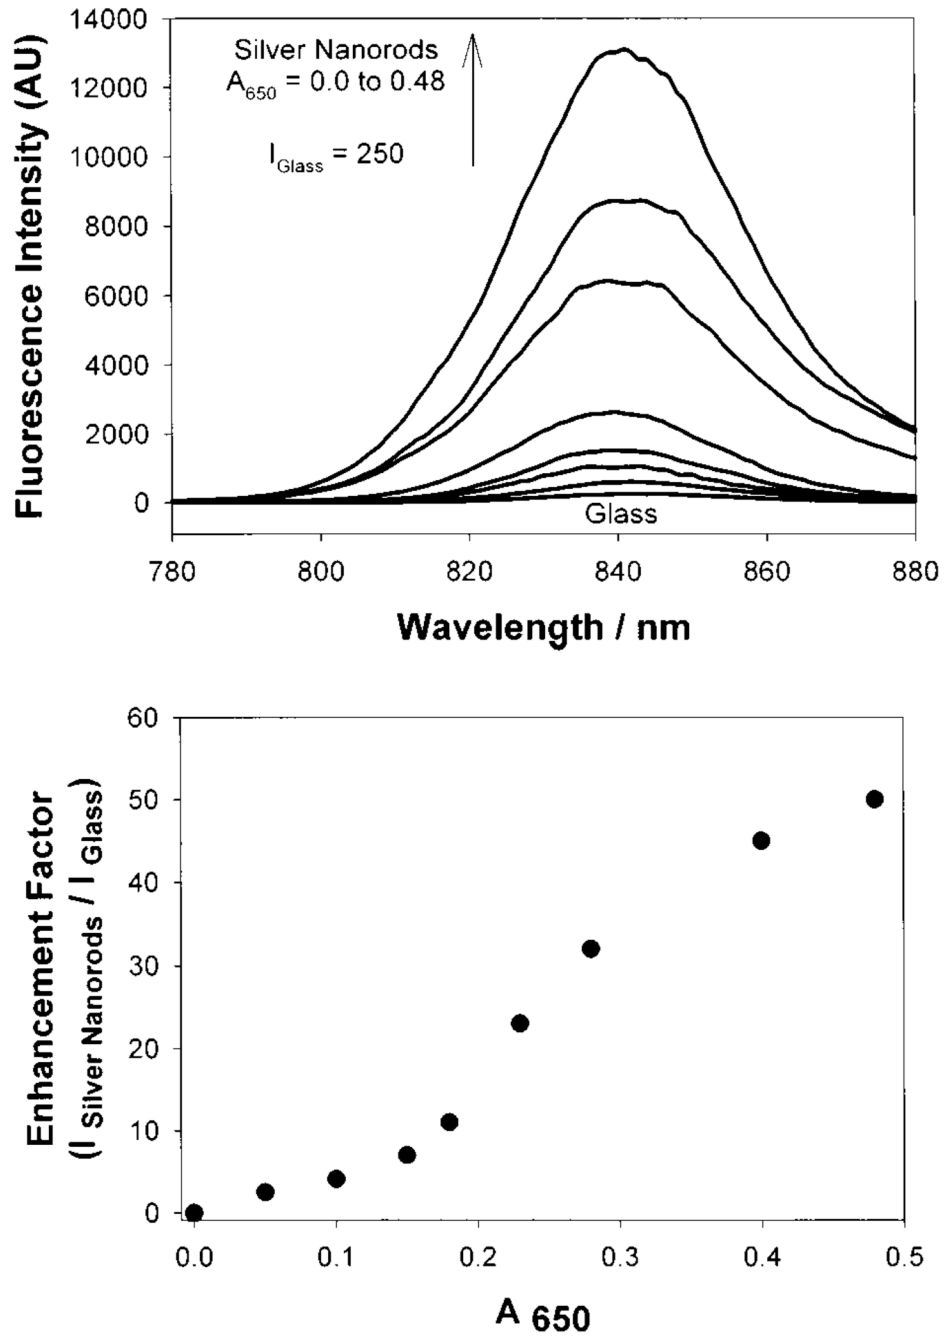 Fluorescence Intensity (AU)
14000
12000
10000
8000
6000
4000
2000
0
Silver Nanorods
A650 = 0.0 to 0.48
IGlass = 250
Glass
780 800 820 840 860 880
Wavelength / nm
Enhancement Factor
(I Silver Nanorods / I Glass)
60
50
40
30
20
10
0
0.0 0.1 0.2 0.3 0.4 0.5
A 650